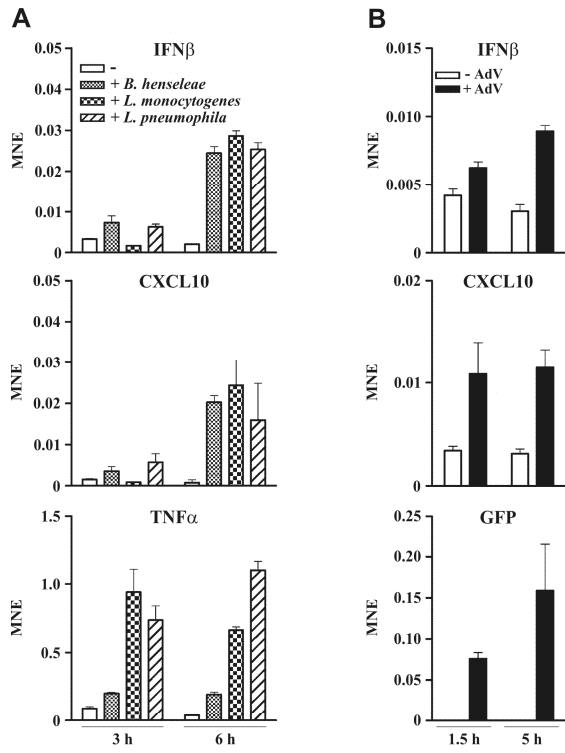 A
IFNβ
0.05
0.04
0.03
0.02
0.01
0
MNE
-
+ B. henseleae
+ L. monocytogenes
+ L. pneumophila
CXCL10
0.05
0.04
0.03
0.02
0.01
0
MNE
TNFα
1.5
1.0
0.5
0
MNE
3 h
6 h
B
IFNβ
0.015
0.010
0.005
0
MNE
- AdV
+ AdV
CXCL10
0.02
0.01
0
MNE
GFP
0.25
0.20
0.15
0.10
0.05
0.00
MNE
1.5 h
5 h